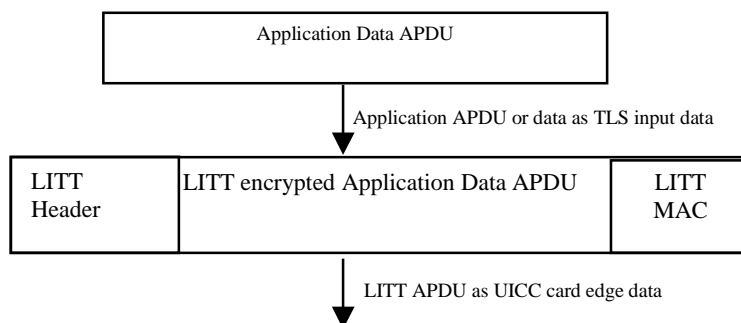 Application Data APDU
Application APDU or data as TLS input data
LITT Header
LITT encrypted Application Data APDU
LITT MAC
LITT APDU as UICC card edge data